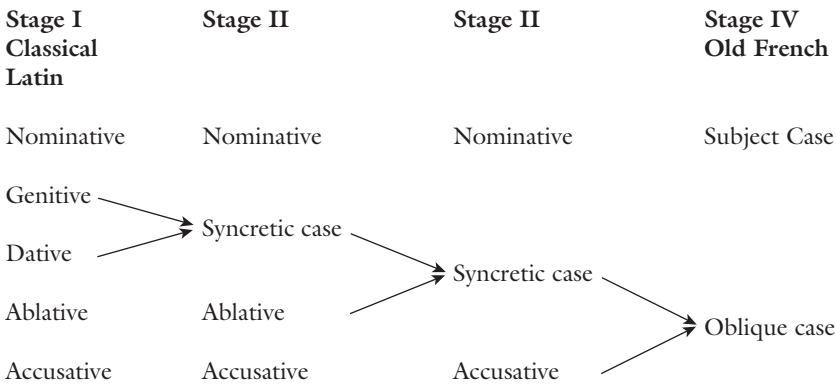 Stage I Stage II Stage II Stage IV
Classical Old French
Latin
Nominative Nominative Nominative Subject Case
Genitive
Syncretic case
Dative
Syncretic case
Ablative Ablative
Oblique case
Accusative Accusative Accusative